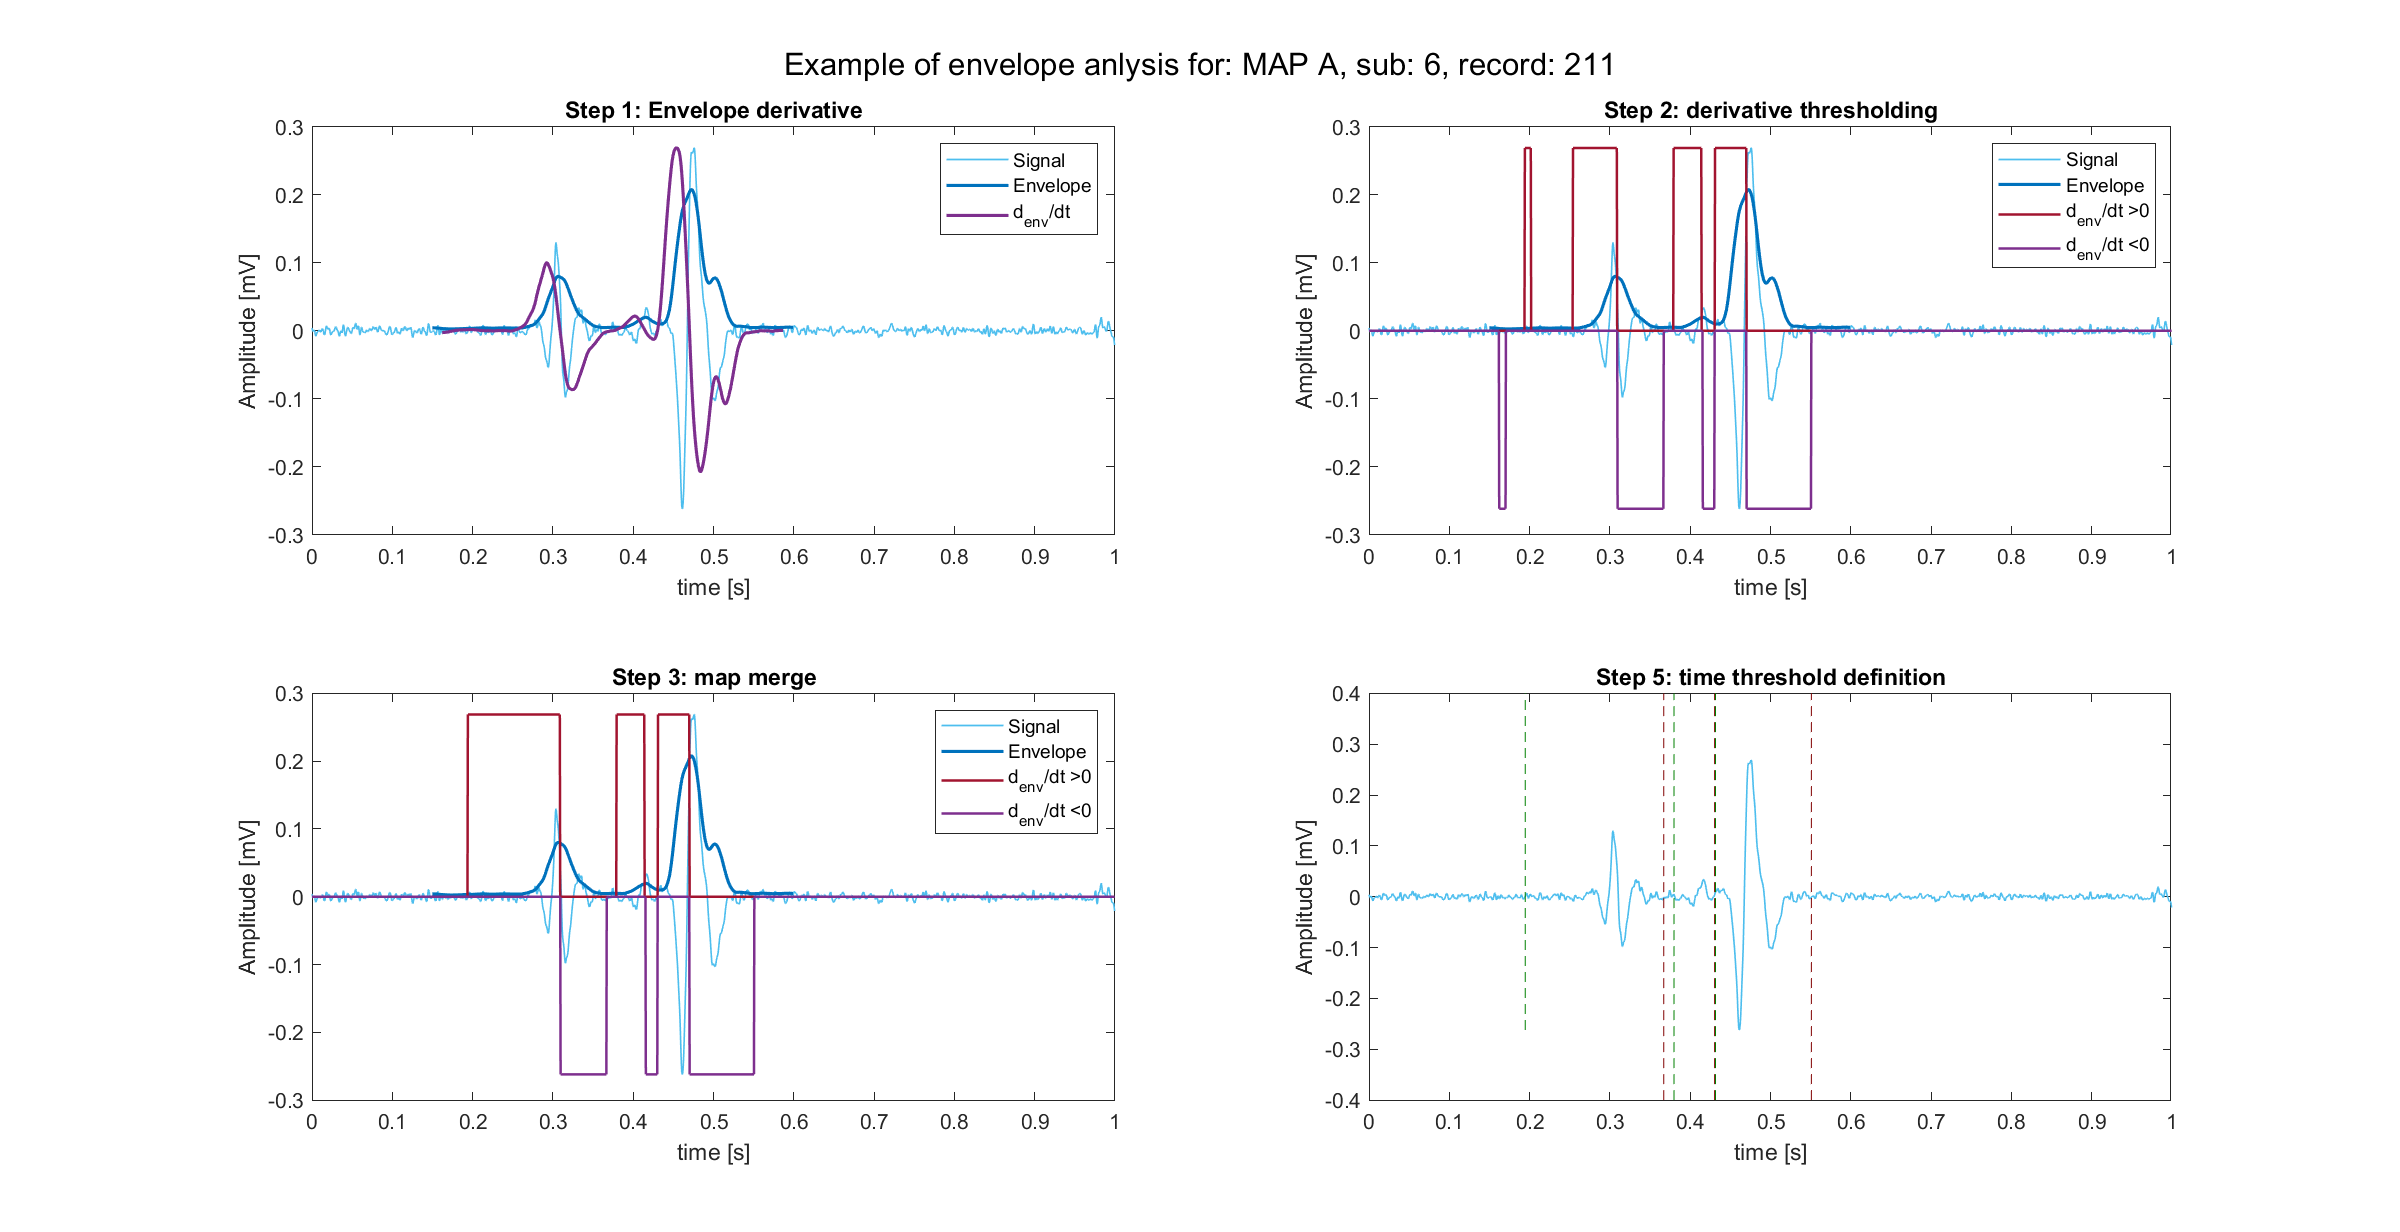 Example of envelope anlysis for: MAP A, sub: 6, record: 211
Step 1: Envelope derivative
0.3
0.2
0.1
0
-0.1
-0.2
-0.3
Amplitude [mV]
0 0.1 0.2 0.3 0.4 0.5 0.6 0.7 0.8 0.9 1
time [s]
Signal
Envelope
d_env/dt
Step 2: derivative thresholding
0.3
0.2
0.1
0
-0.1
-0.2
-0.3
Amplitude [mV]
0 0.1 0.2 0.3 0.4 0.5 0.6 0.7 0.8 0.9 1
time [s]
Signal
Envelope
d_env/dt >0
d_env/dt <0
Step 3: map merge
0.3
0.2
0.1
0
-0.1
-0.2
-0.3
Amplitude [mV]
0 0.1 0.2 0.3 0.4 0.5 0.6 0.7 0.8 0.9 1
time [s]
Signal
Envelope
d_env/dt >0
d_env/dt <0
Step 5: time threshold definition
0.4
0.3
0.2
0.1
0
-0.1
-0.2
-0.3
-0.4
Amplitude [mV]
0 0.1 0.2 0.3 0.4 0.5 0.6 0.7 0.8 0.9 1
time [s]